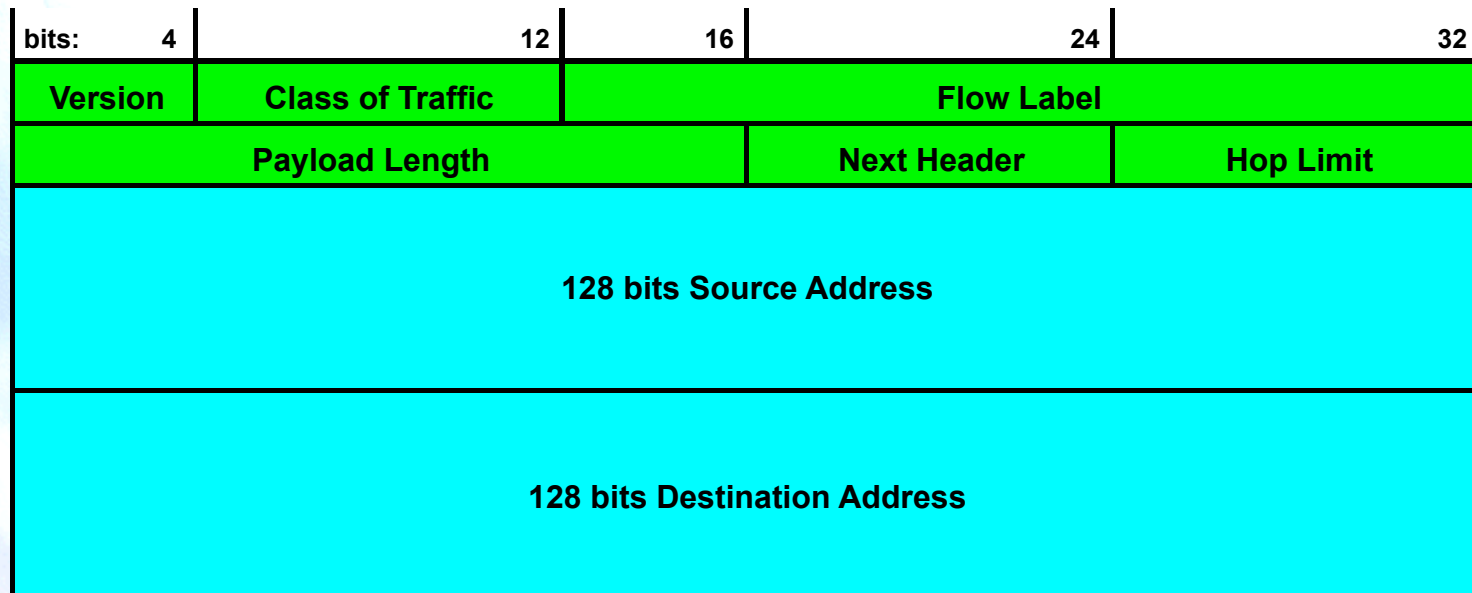 bits: 4 12 16 24 32
Version Class of Traffic Flow Label
Payload Length Next Header Hop Limit
128 bits Source Address
128 bits Destination Address